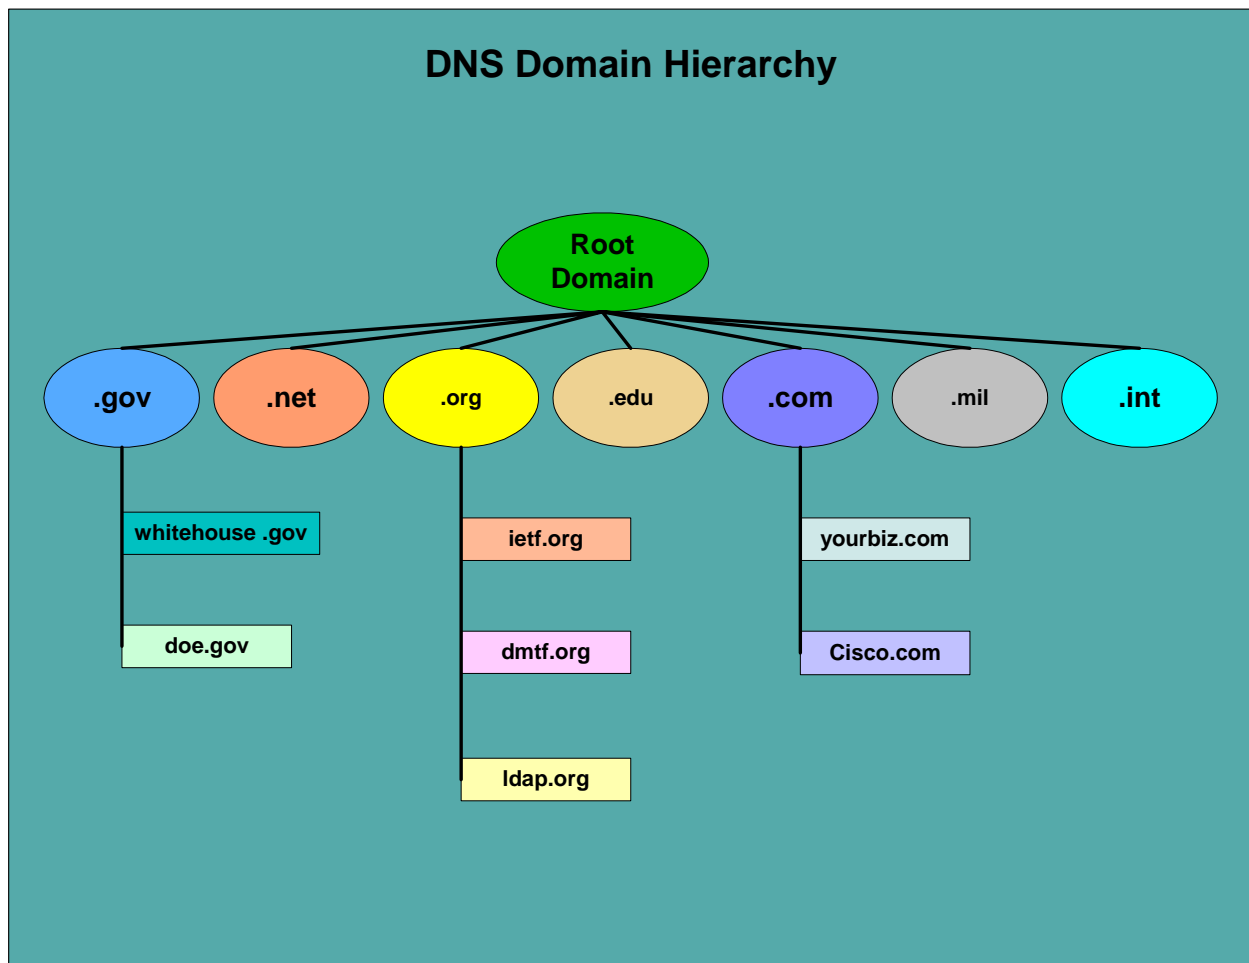 DNS Domain Hierarchy
Root
Domain
.gov
.net
.org
.edu
.com
.mil
.int
whitehouse .gov
ietf.org
yourbiz.com
doe.gov
dmtf.org
Cisco.com
ldap.org